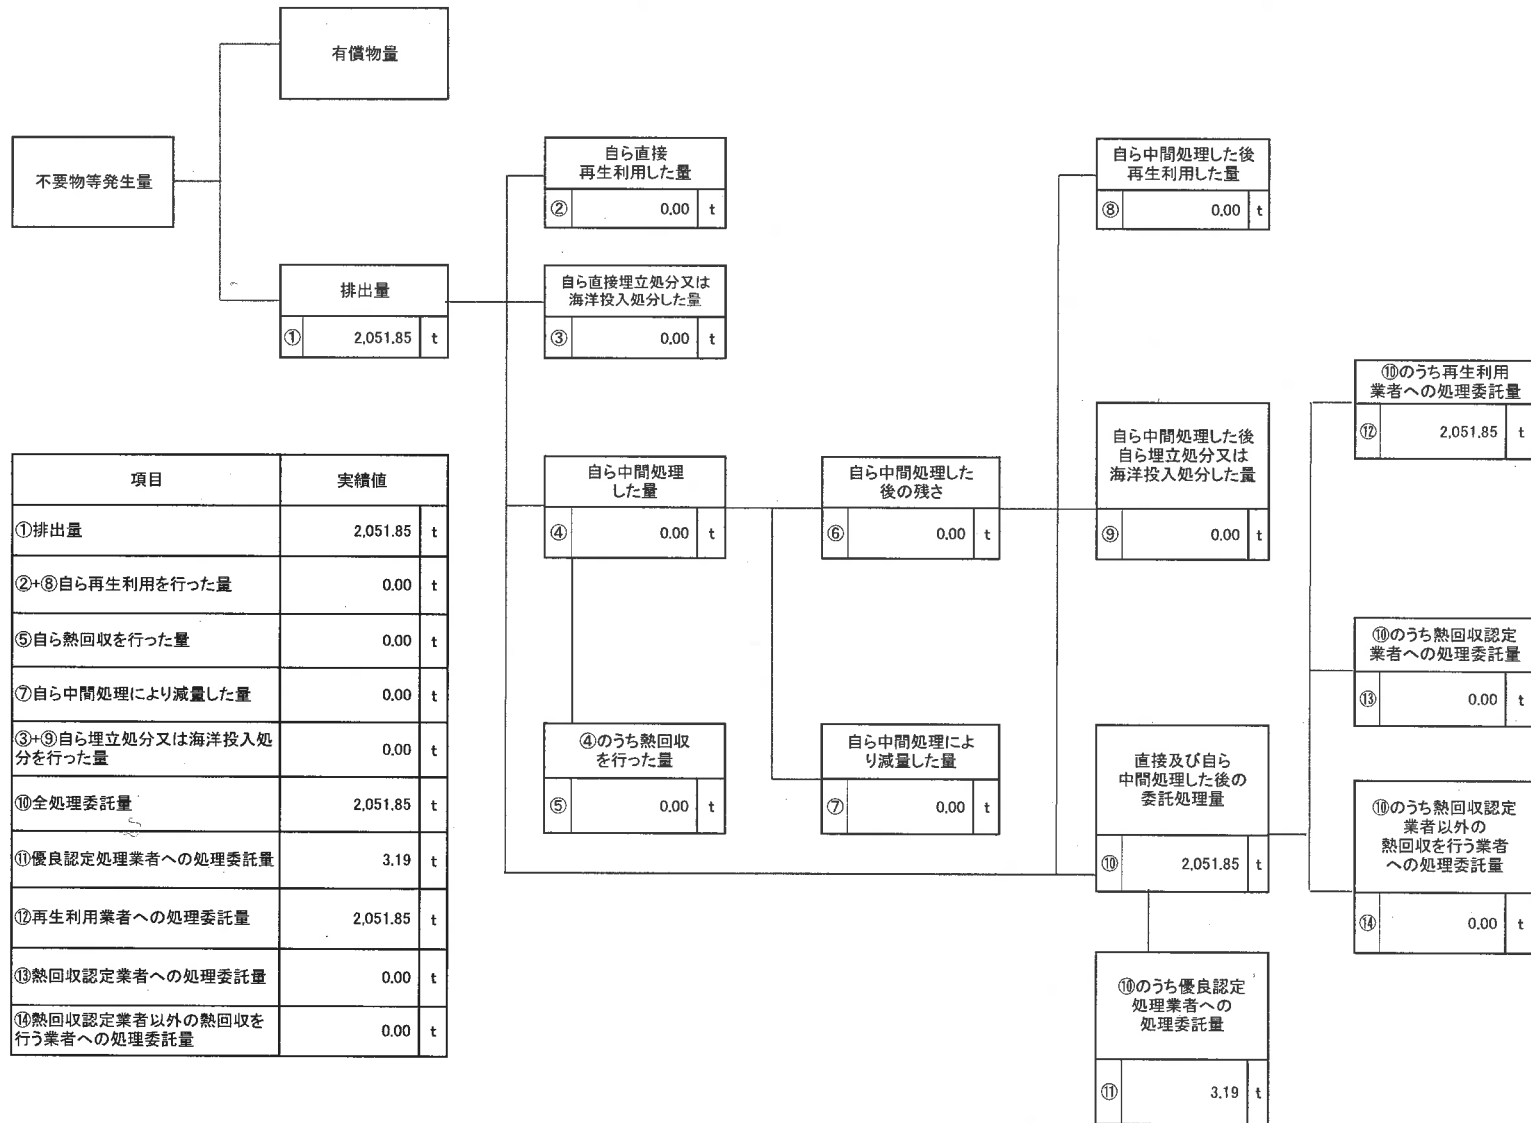 有償物量
不要物等発生量
排出量
① 2,051.85 t
自ら直接
再生利用した量
② 0.00 t
自ら直接埋立処分又は
海洋投入処分した量
③ 0.00 t
自ら中間処理した後
再生利用した量
⑧ 0.00 t
自ら中間処理
した量
④ 0.00 t
自ら中間処理した
後の残さ
⑥ 0.00 t
自ら中間処理した後
自ら埋立処分又は
海洋投入処分した量
⑨ 0.00 t
⑩のうち再生利用
業者への処理委託量
⑫ 2,051.85 t
⑩のうち熱回収認定
業者への処理委託量
⑬ 0.00 t
④のうち熱回収
を行った量
⑤ 0.00 t
自ら中間処理によ
り減量した量
⑦ 0.00 t
直接及び自ら
中間処理した後の
委託処理量
⑩ 2,051.85 t
⑩のうち熱回収認定
業者以外の
熱回収を行う業者
への処理委託量
⑭ 0.00 t
⑩のうち優良認定
処理業者への
処理委託量
⑪ 3.19 t
項目 実績値
①排出量 2,051.85 t
②+⑧自ら再生利用を行った量 0.00 t
⑤自ら熱回収を行った量 0.00 t
⑦自ら中間処理により減量した量 0.00 t
③+⑨自ら埋立処分又は海洋投入処
分を行った量 0.00 t
⑩全処理委託量 2,051.85 t
⑪優良認定処理業者への処理委託量 3.19 t
⑫再生利用業者への処理委託量 2,051.85 t
⑬熱回収認定業者への処理委託量 0.00 t
⑭熱回収認定業者以外の熱回収を
行う業者への処理委託量 0.00 t